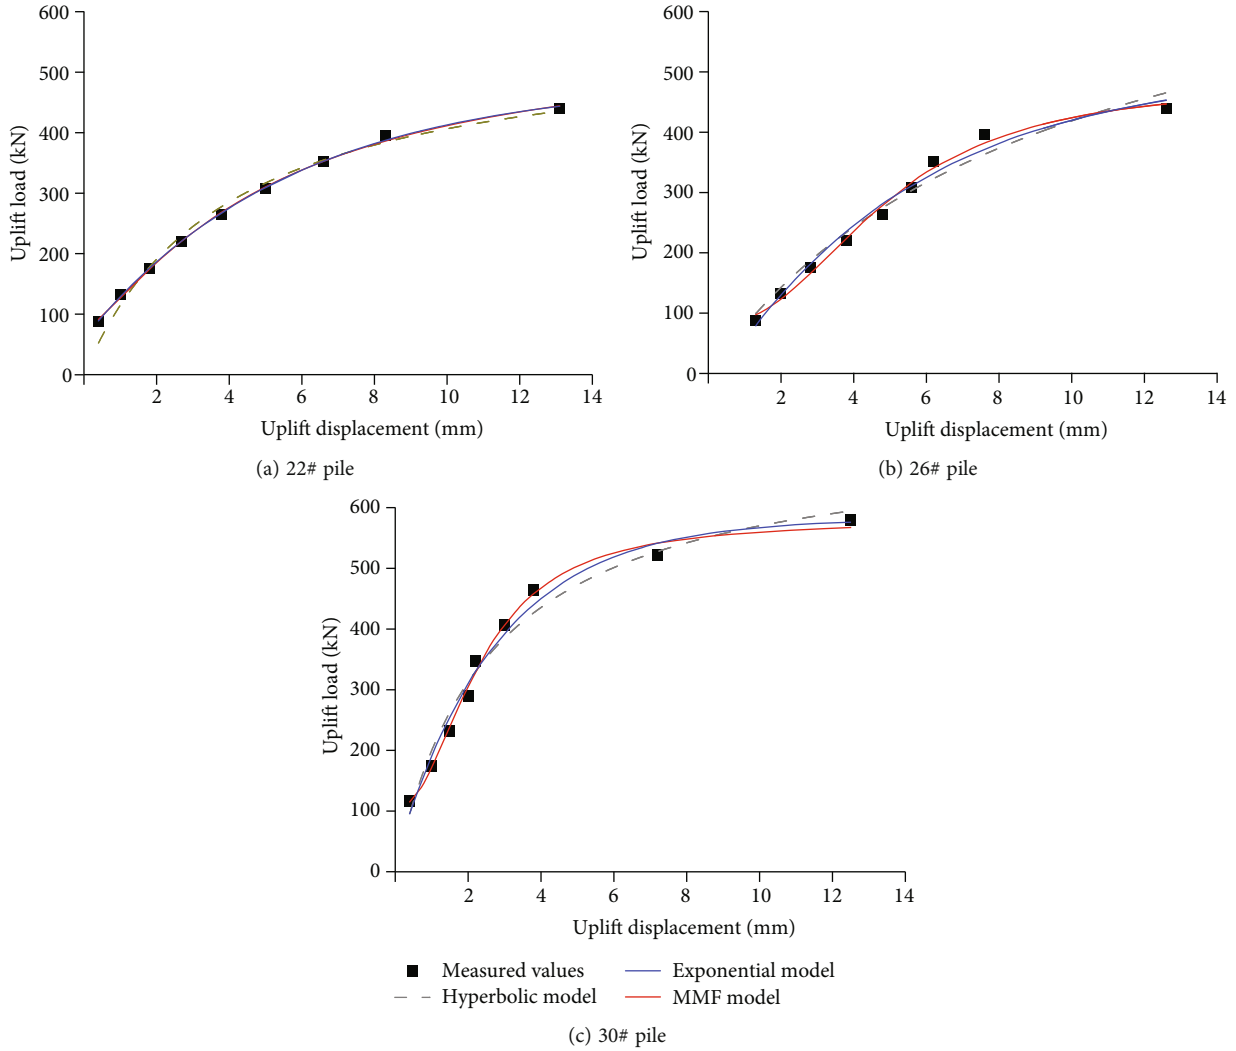 600
500
400
300
200
100
0
Uplift load (kN)
2 4 6 8 10 12 14
Uplift displacement (mm)
(a) 22# pile
600
500
400
300
200
100
0
Uplift load (kN)
2 4 6 8 10 12 14
Uplift displacement (mm)
(b) 26# pile
600
500
400
300
200
100
0
Uplift load (kN)
2 4 6 8 10 12 14
Uplift displacement (mm)
Measured values
Hyperbolic model
Exponential model
MMF model
(c) 30# pile